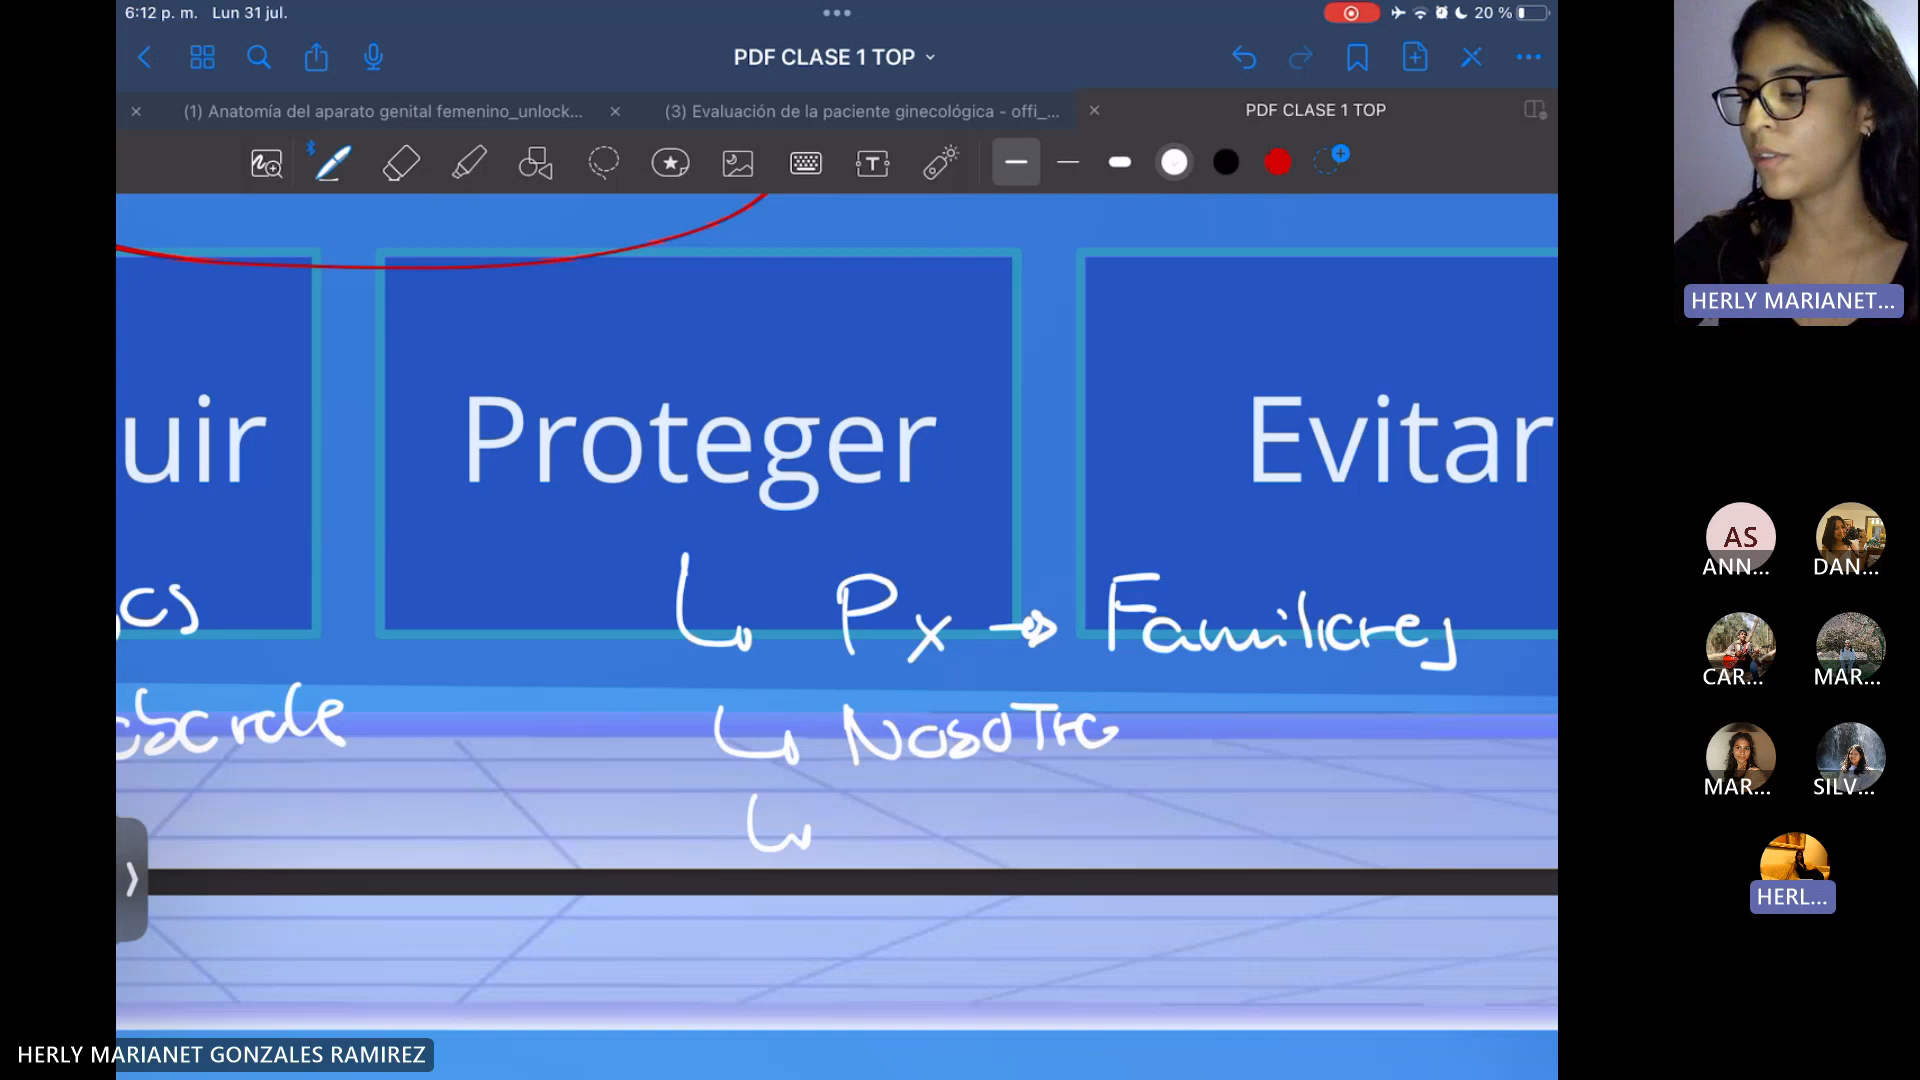 6:12 p. m. Lun 31 jul.
20 %
PDF CLASE 1 TOP
(1) Anatomía del aparato genital femenino_unlock...
(3) Evaluación de la paciente ginecológica - offi_...
PDF CLASE 1 TOP
T
HERLY MARIANET...
uir
Proteger
Evitar
Px → Familiares
Nosotro
AS
ANN...
DAN...
CAR...
MAR...
MAR...
SILV...
HERL...
HERLY MARIANET GONZALES RAMIREZ